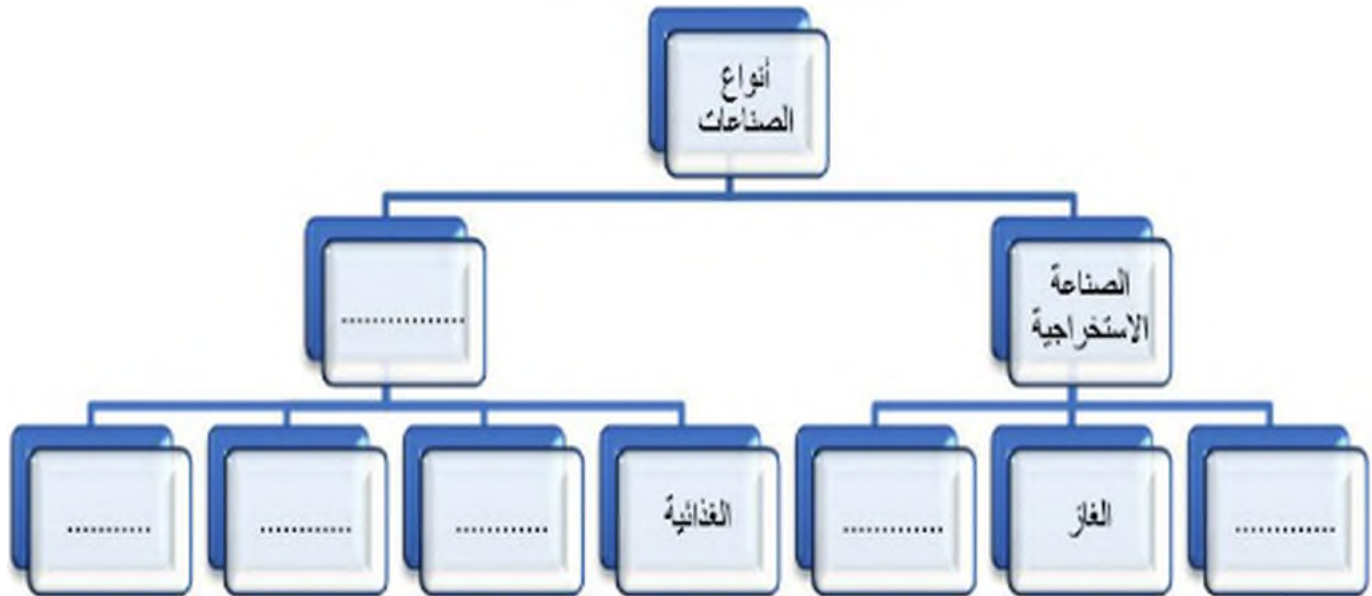 أنواع
الصناعات
الصناعة
الاستخراجية
...............
............
الغاز
............
الغذائية
...........
...........
..........